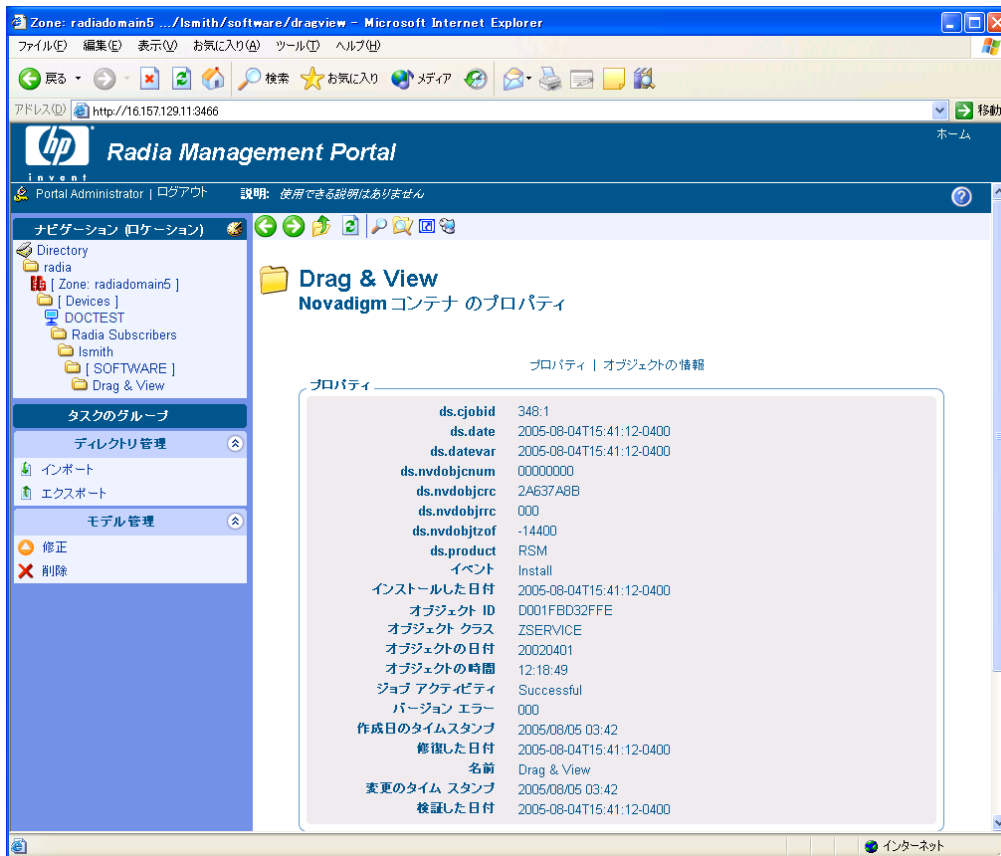 Zone: radiadomain5 .../lsmith/software/dragview - Microsoft Internet Explorer
ファイル(F) 編集(E) 表示(V) お気に入り(A) ツール(T) ヘルプ(H)
戻る 検索 お気に入り メディア
アドレス(D) http://16.157.129.11:3466 移動
hp invent Radia Management Portal ホーム
Portal Administrator | ログアウト 説明: 使用できる説明はありません
ナビゲーション (ロケーション)
Directory
radia
[ Zone: radiadomain5 ]
[ Devices ]
DOCTEST
Radia Subscribers
lsmith
[ SOFTWARE ]
Drag & View
タスクのグループ
ディレクトリ管理
インポート
エクスポート
モデル管理
修正
削除
Drag & View
Novadigm コンテナ のプロパティ
プロパティ | オブジェクトの情報
プロパティ
ds.cjobid 348:1
ds.date 2005-08-04T15:41:12-0400
ds.datevar 2005-08-04T15:41:12-0400
ds.nvdobjcnum 00000000
ds.nvdobjcrc 2A637A8B
ds.nvdobjrrc 000
ds.nvdobjtzof -14400
ds.product RSM
イベント Install
インストールした日付 2005-08-04T15:41:12-0400
オブジェクト ID D001FBD32FFE
オブジェクト クラス ZSERVICE
オブジェクトの日付 20020401
オブジェクトの時間 12:18:49
ジョブ アクティビティ Successful
バージョン エラー 000
作成日のタイムスタンプ 2005/08/05 03:42
修復した日付 2005-08-04T15:41:12-0400
名前 Drag & View
変更のタイム スタンプ 2005/08/05 03:42
検証した日付 2005-08-04T15:41:12-0400
インターネット